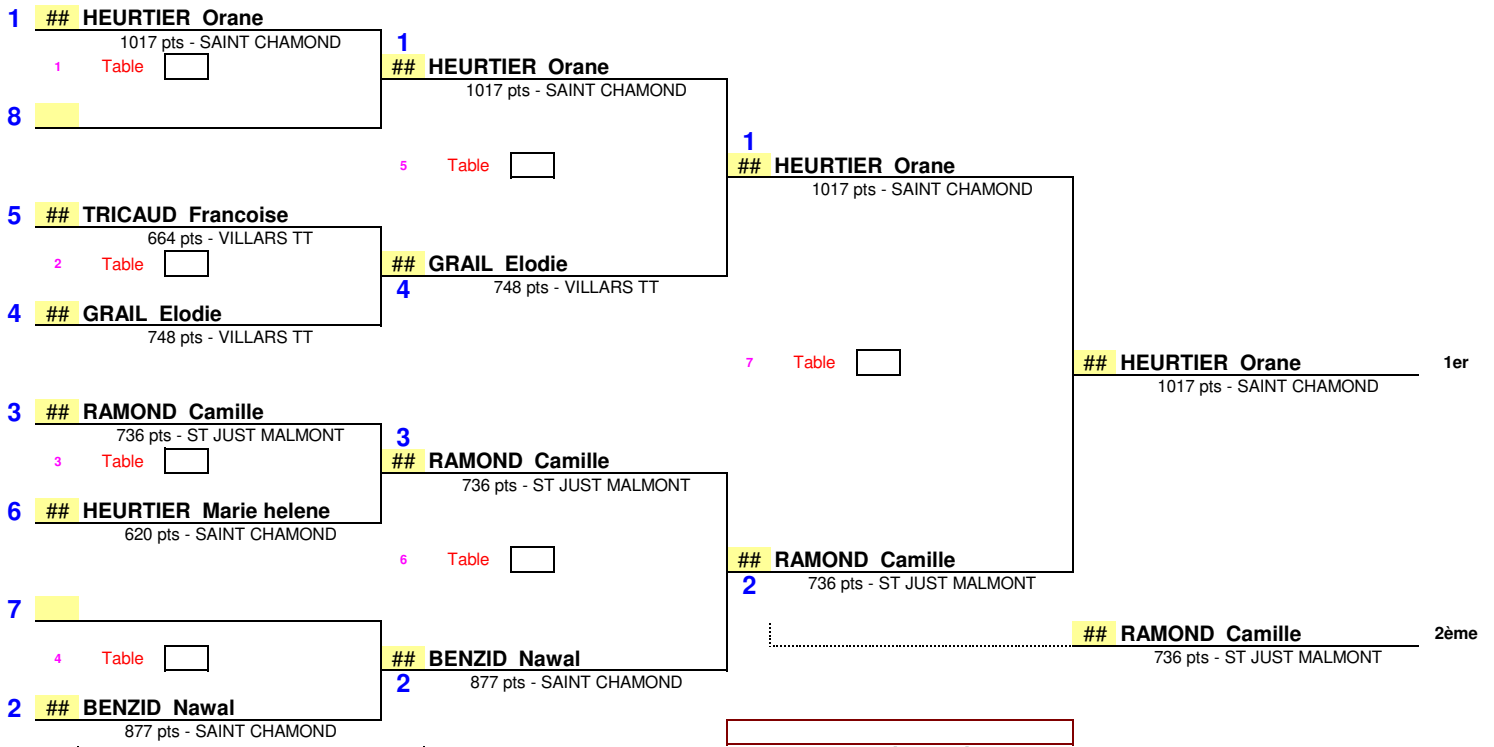 1 ## HEURTIER Orane
1017 pts - SAINT CHAMOND
1
1 Table
## HEURTIER Orane
1017 pts - SAINT CHAMOND
8
1
5 Table
## HEURTIER Orane
1017 pts - SAINT CHAMOND
5 ## TRICAUD Francoise
664 pts - VILLARS TT
2 Table
## GRAIL Elodie
4
748 pts - VILLARS TT
4 ## GRAIL Elodie
748 pts - VILLARS TT
7 Table
## HEURTIER Orane 1er
1017 pts - SAINT CHAMOND
3 ## RAMOND Camille
736 pts - ST JUST MALMONT
3
3 Table
## RAMOND Camille
736 pts - ST JUST MALMONT
6 ## HEURTIER Marie helene
620 pts - SAINT CHAMOND
6 Table
## RAMOND Camille
2
736 pts - ST JUST MALMONT
7
## RAMOND Camille 2ème
736 pts - ST JUST MALMONT
4 Table
## BENZID Nawal
2
877 pts - SAINT CHAMOND
2 ## BENZID Nawal
877 pts - SAINT CHAMOND